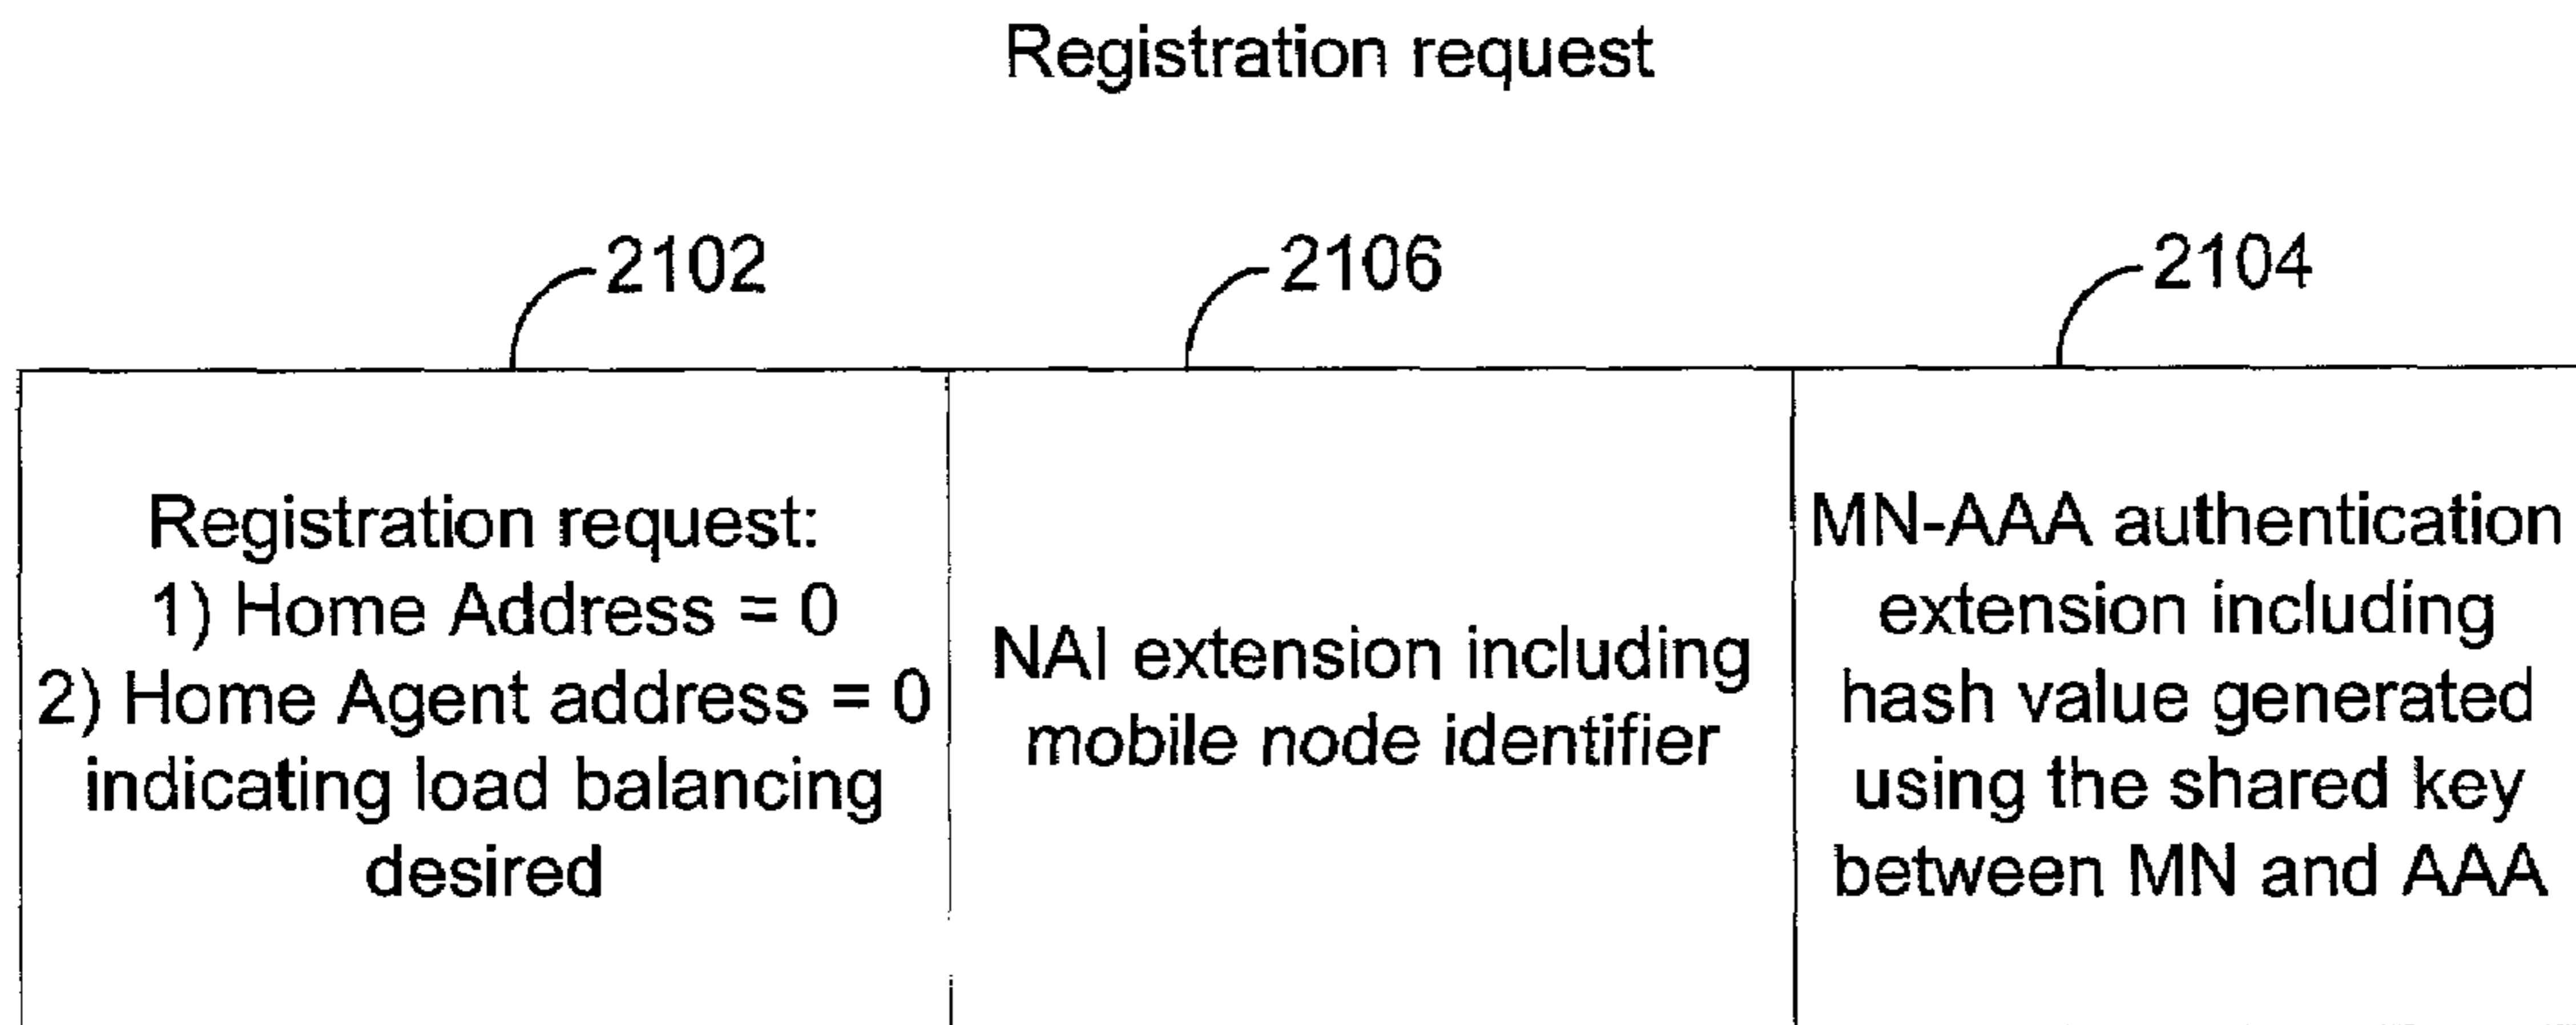 Registration request
2102
2106
2104
Registration request:
1) Home Address = 0
2) Home Agent address = 0
indicating load balancing
desired
NAI extension including
mobile node identifier
MN-AAA authentication
extension including
hash value generated
using the shared key
between MN and AAA